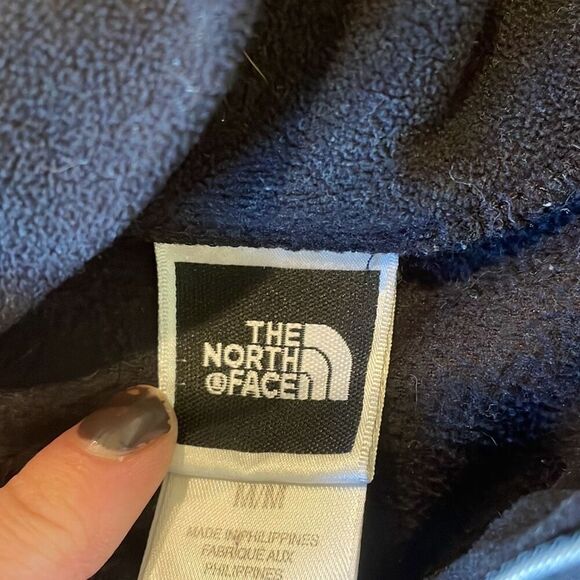 THE
NORTH
FACE
M/M
MADE IN PHILIPPINES
FABRIQUÉ AUX
PHILIPPINES